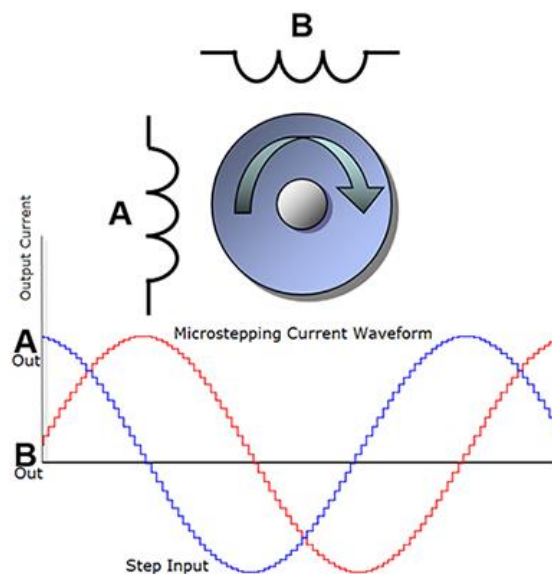 B
A
Output Current
Microstepping Current Waveform
A
Out
B
Out
Step Input